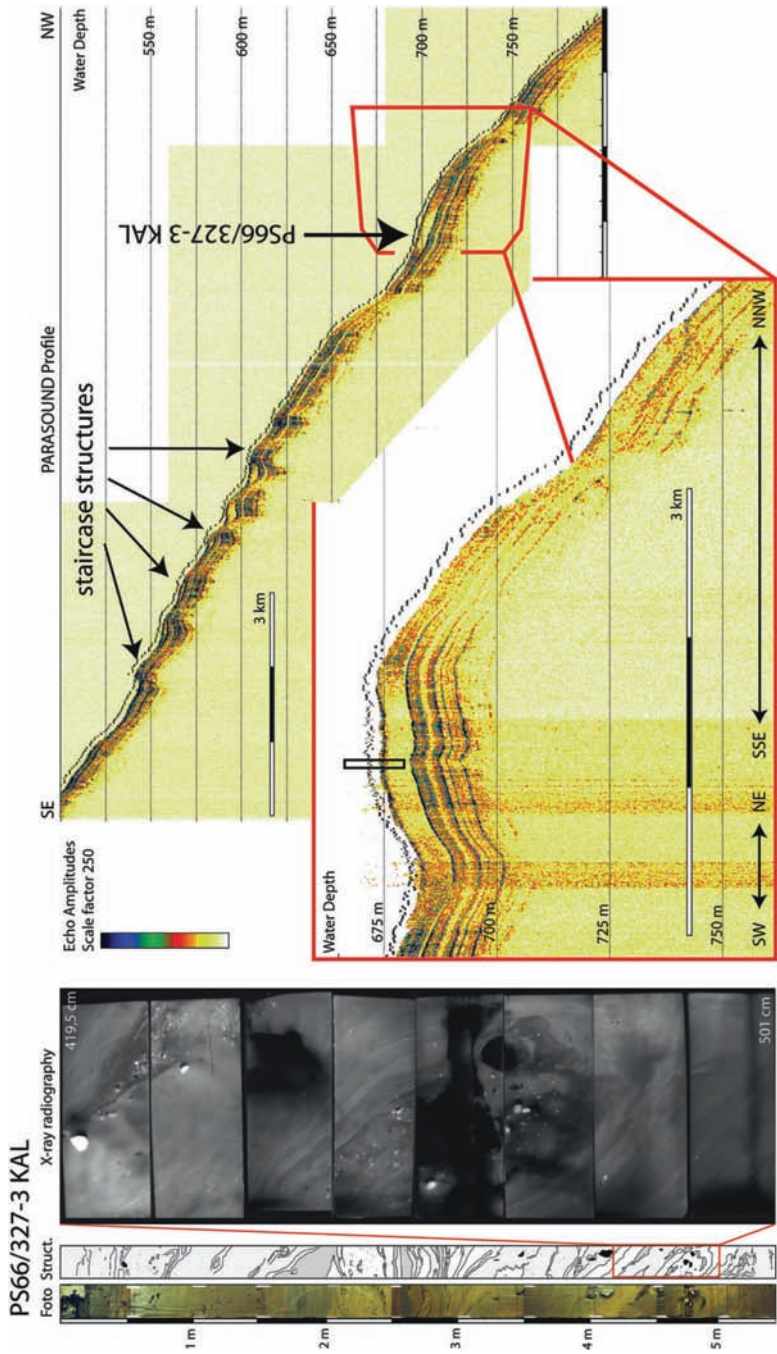 PS66/327-3 KAL
Foto
Struct.
X-ray radiography
1 m
2 m
3 m
4 m
5 m
419,5 cm
501 cm
Echo Amplitudes
Scale factor 250
SE
PARASOUND Profile
NW
Water Depth
550 m
600 m
650 m
700 m
750 m
staircase structures
PS66/327-3 KAL
3 km
Water Depth
675 m
700 m
725 m
750 m
3 km
SW
NE
SSE
NNW